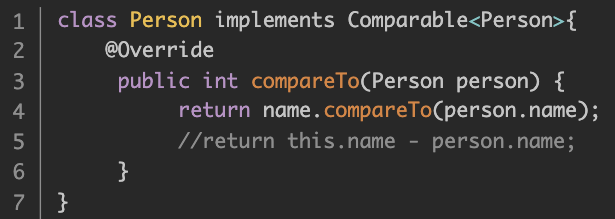 1 class Person implements Comparable<Person>{
2     @Override
3      public int compareTo(Person person) {
4           return name.compareTo(person.name);
5           //return this.name - person.name;
6      }
7 }